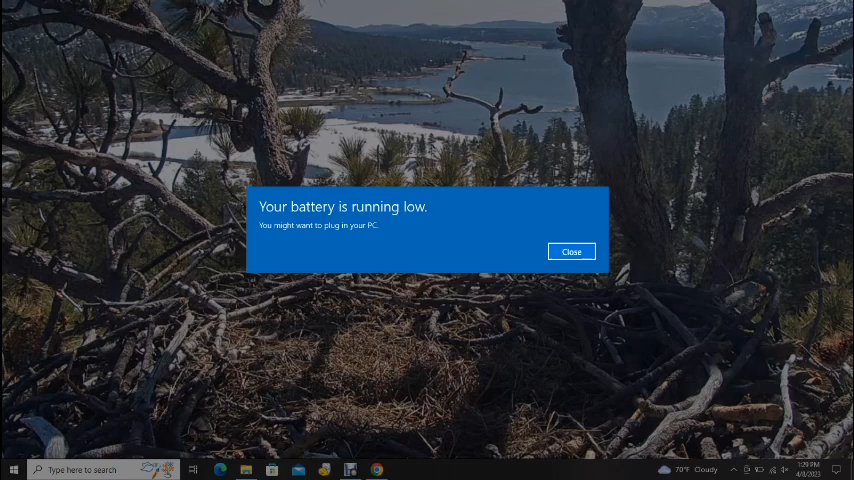 Your battery is running low.
You might want to plug in your PC.
Close
Type here to search
70°F Cloudy
1:29 PM
4/8/2023